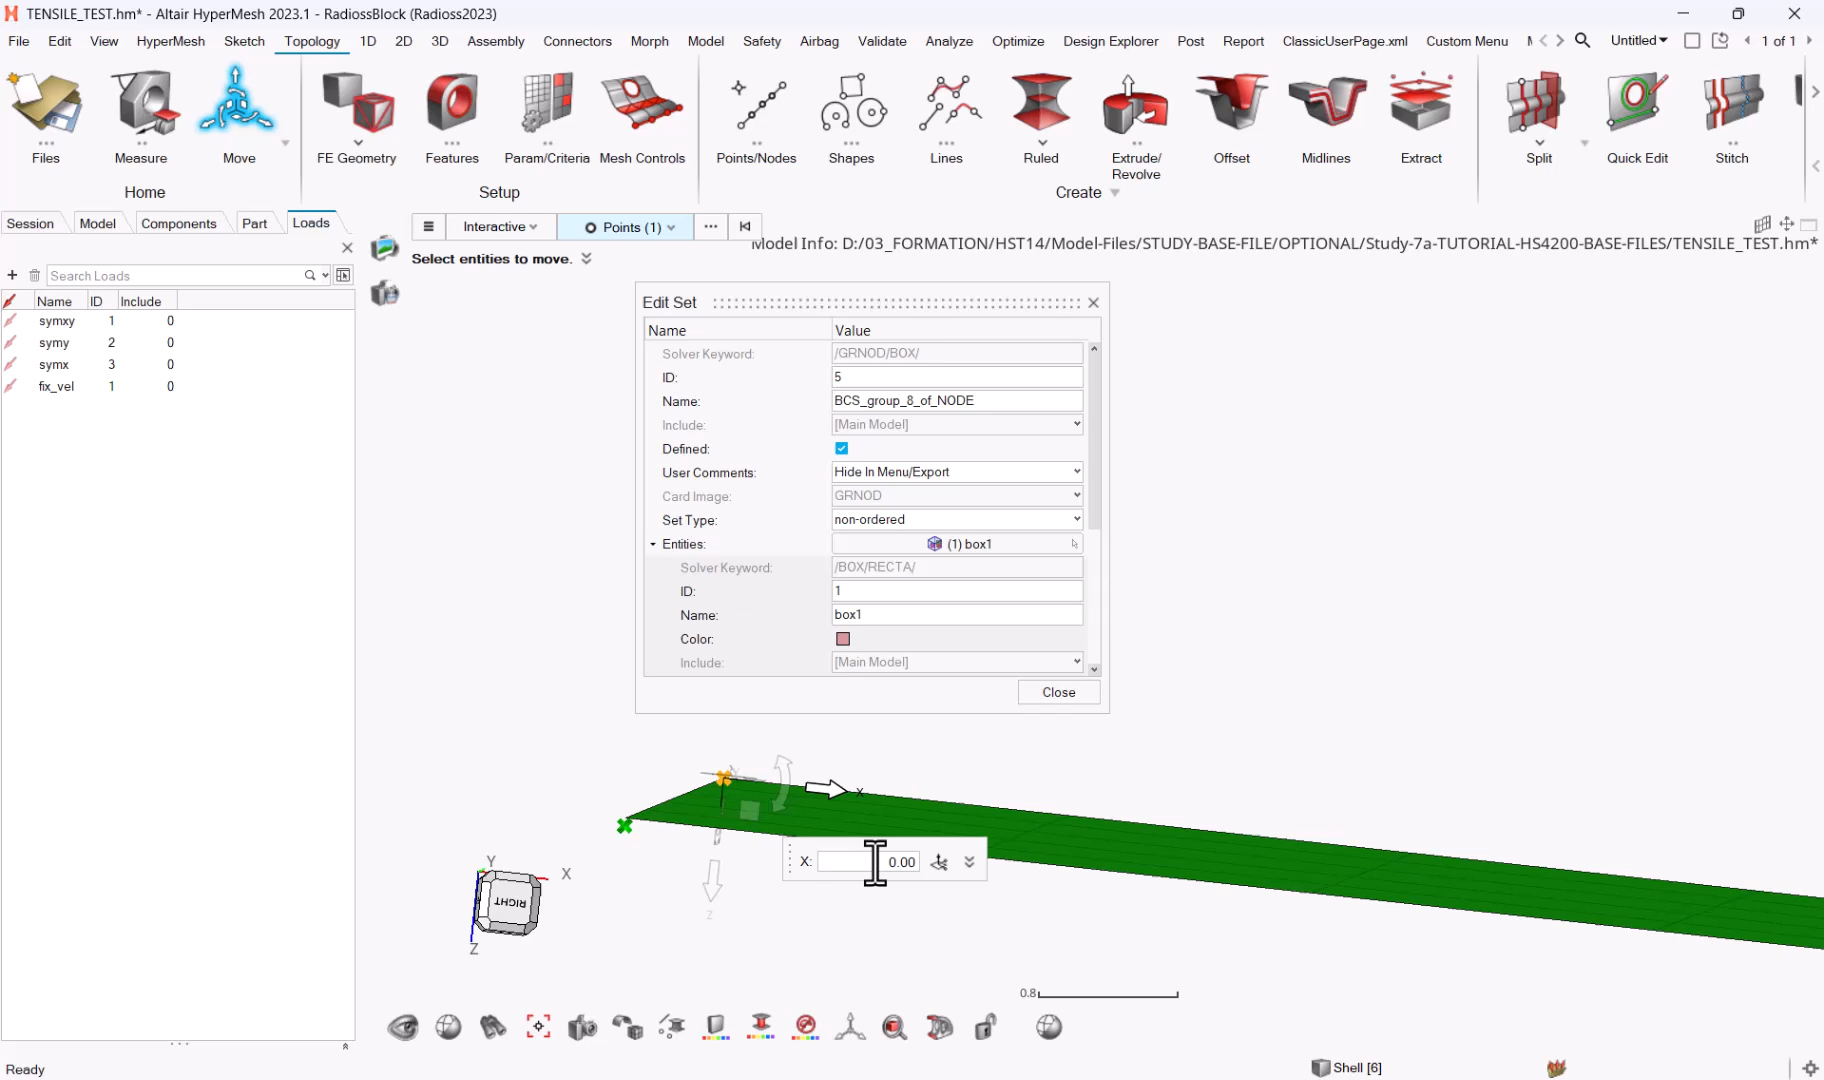 TENSILE_TEST.hm* - Altair HyperMesh 2023.1 - RadiossBlock (Radioss2023)
File Edit View HyperMesh Sketch Topology 1D 2D 3D Assembly Connectors Morph Model Safety Airbag Validate Analyze Optimize Design Explorer Post Report ClassicUserPage.xml Custom Menu Untitled 1 of 1
Files Measure Move FE Geometry Features Param/Criteria Mesh Controls Points/Nodes Shapes Lines Ruled Extrude/ Offset Midlines Extract Split Quick Edit Stitch
Revolve
Home Setup Create
Session Model Components Part Loads
Interactive Points (1)
Model Info: D:/03_FORMATION/HST14/Model-Files/STUDY-BASE-FILE/OPTIONAL/Study-7a-TUTORIAL-HS4200-BASE-FILES/TENSILE_TEST.hm*
Select entities to move.
Search Loads
Name ID Include
symxy 1 0
symy 2 0
symx 3 0
fix_vel 1 0
Edit Set
Name Value
Solver Keyword: /GRNOD/BOX/
ID: 5
Name: BCS_group_8_of_NODE
Include: [Main Model]
Defined:
User Comments: Hide In Menu/Export
Card Image: GRNOD
Set Type: non-ordered
Entities: (1) box1
Solver Keyword: /BOX/RECTA/
ID: 1
Name: box1
Color:
Include: [Main Model]
Close
X
X: 0.00
Z
Y
X
RIGHT
Z
0.8
Ready
Shell [6]